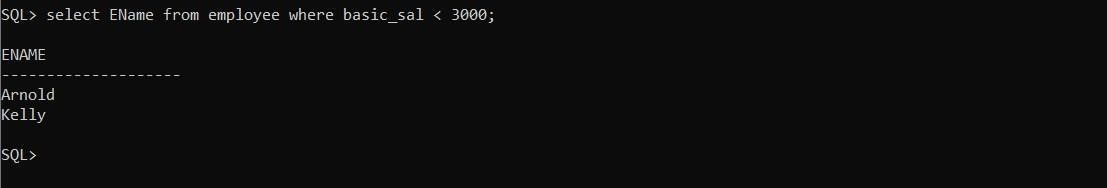 SQL> select EName from employee where basic_sal < 3000;
ENAME
--------------------
Arnold
Kelly
SQL>